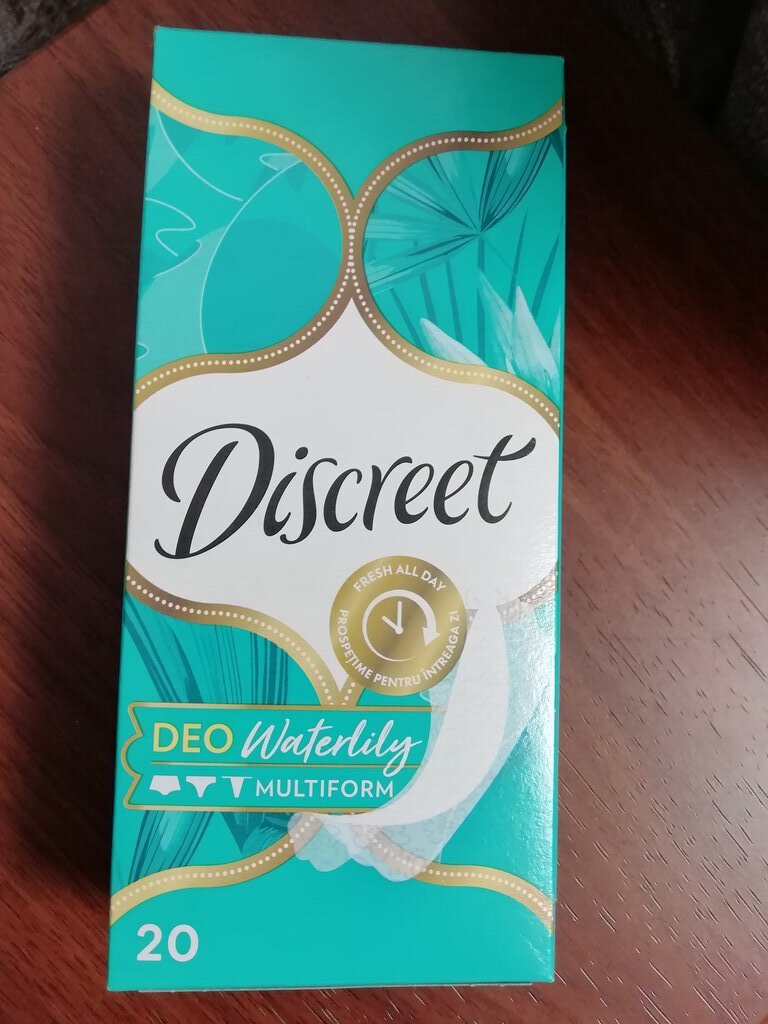 Discreet
FRESH ALL DAY
PROSPEȚIME PENTRU ÎNTREAGA ZI
DEO Waterlily
MULTIFORM
20